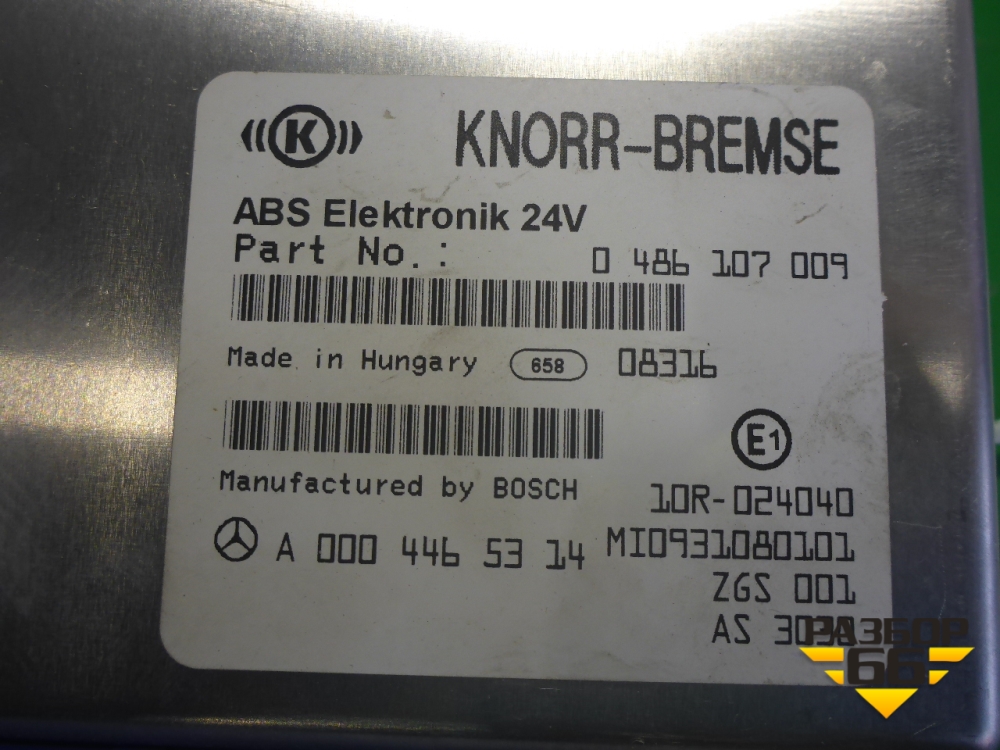 K KNORR-BREMSE
ABS Elektronik 24V
Part No.: 0 486 107 009
Made in Hungary 658 08316
E1
Manufactured by BOSCH 10R-024040
A 000 446 53 14 MI0931080101
ZGS 001
AS
РАЗБОР
66